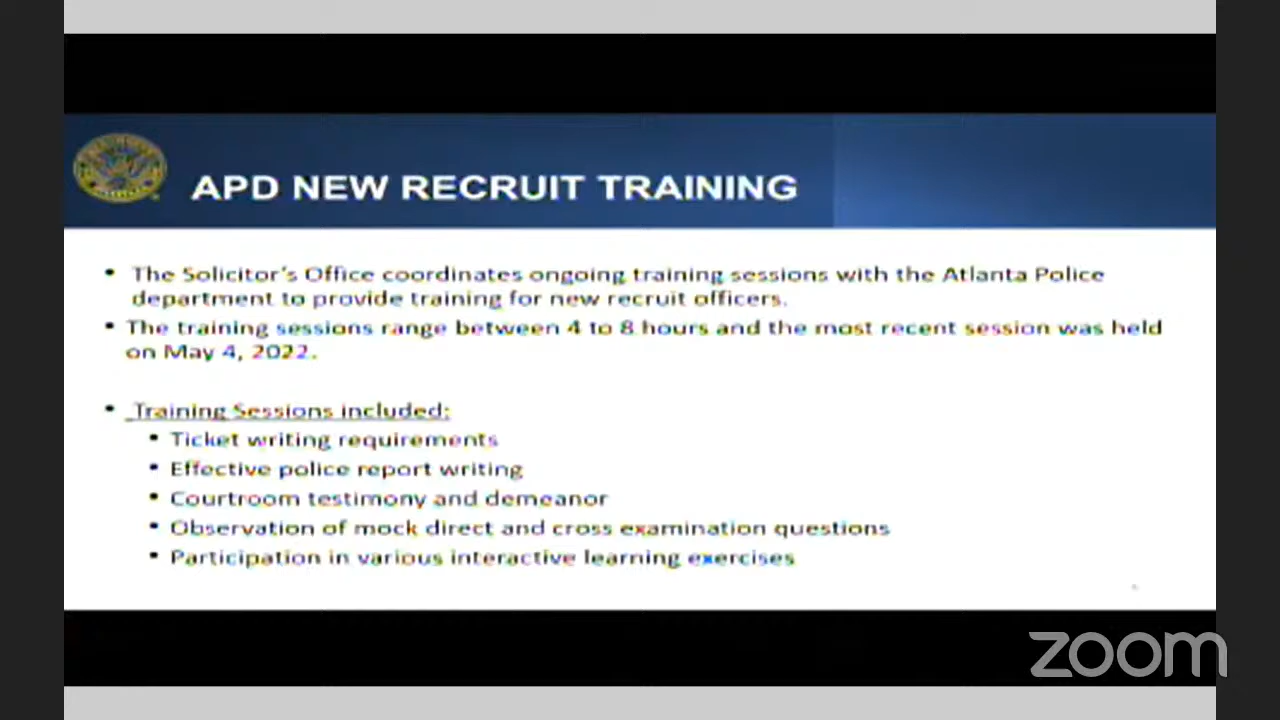 APD NEW RECRUIT TRAINING
• The Solicitor's Office coordinates ongoing training sessions with the Atlanta Police
department to provide training for new recruit officers.
• The training sessions range between 4 to 8 hours and the most recent session was held
on May 4, 2022.
• Training Sessions included:
• Ticket writing requirements
• Effective police report writing
• Courtroom testimony and demeanor
• Observation of mock direct and cross examination questions
• Participation in various interactive learning exercises
zoom